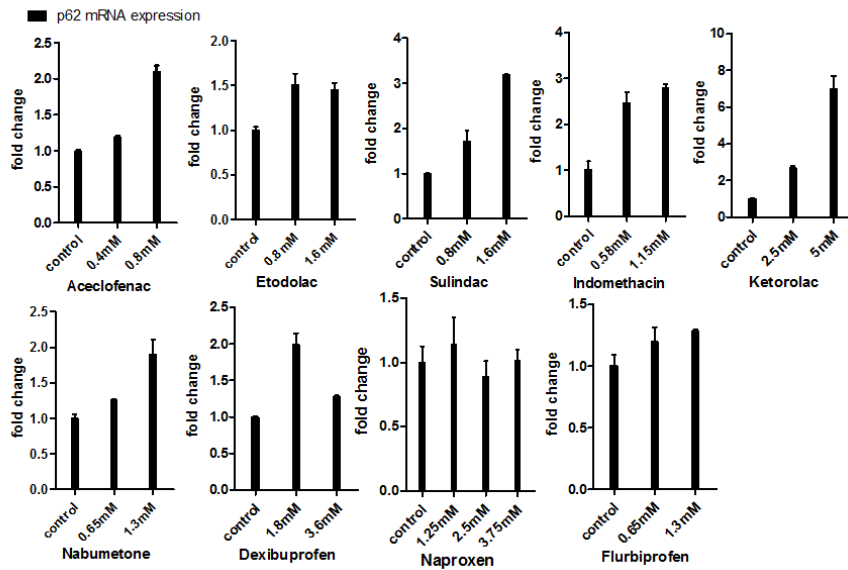 p62 mRNA expression
fold change
2.5
2.0
1.5
1.0
0.5
0.0
control
0.4mM
0.8mM
Aceclofenac
fold change
2.0
1.5
1.0
0.5
0.0
control
0.8mM
1.6mM
Etodolac
fold change
4
3
2
1
0
control
0.8mM
1.6mM
Sulindac
fold change
4
3
2
1
0
control
0.58mM
1.15mM
Indomethacin
fold change
10
8
6
4
2
0
control
2.5mM
5mM
Ketorolac
fold change
2.5
2.0
1.5
1.0
0.5
0.0
control
0.65mM
1.3mM
Nabumetone
fold change
2.5
2.0
1.5
1.0
0.5
0.0
control
1.8mM
3.6mM
Dexibuprofen
fold change
1.5
1.0
0.5
0.0
control
1.25mM
2.5mM
3.75mM
Naproxen
fold change
1.5
1.0
0.5
0.0
control
0.65mM
1.3mM
Flurbiprofen